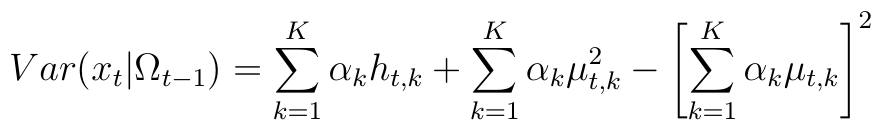 $Var(x_t|\Omega_{t-1}) = \sum_{k=1}^{K} \alpha_k h_{t,k} + \sum_{k=1}^{K} \alpha_k \mu_{t,k}^2 - \left[ \sum_{k=1}^{K} \alpha_k \mu_{t,k} \right]^2$